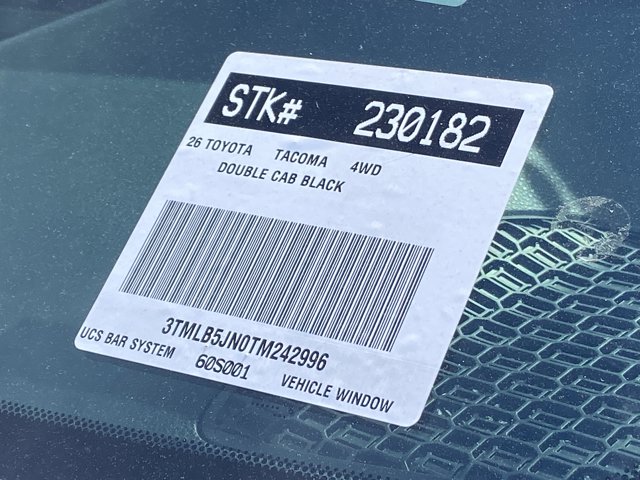 STK# 230182
26 TOYOTA TACOMA 4WD
DOUBLE CAB BLACK
3TMLB5JN0TM242996
UCS BAR SYSTEM 60S001 VEHICLE WINDOW